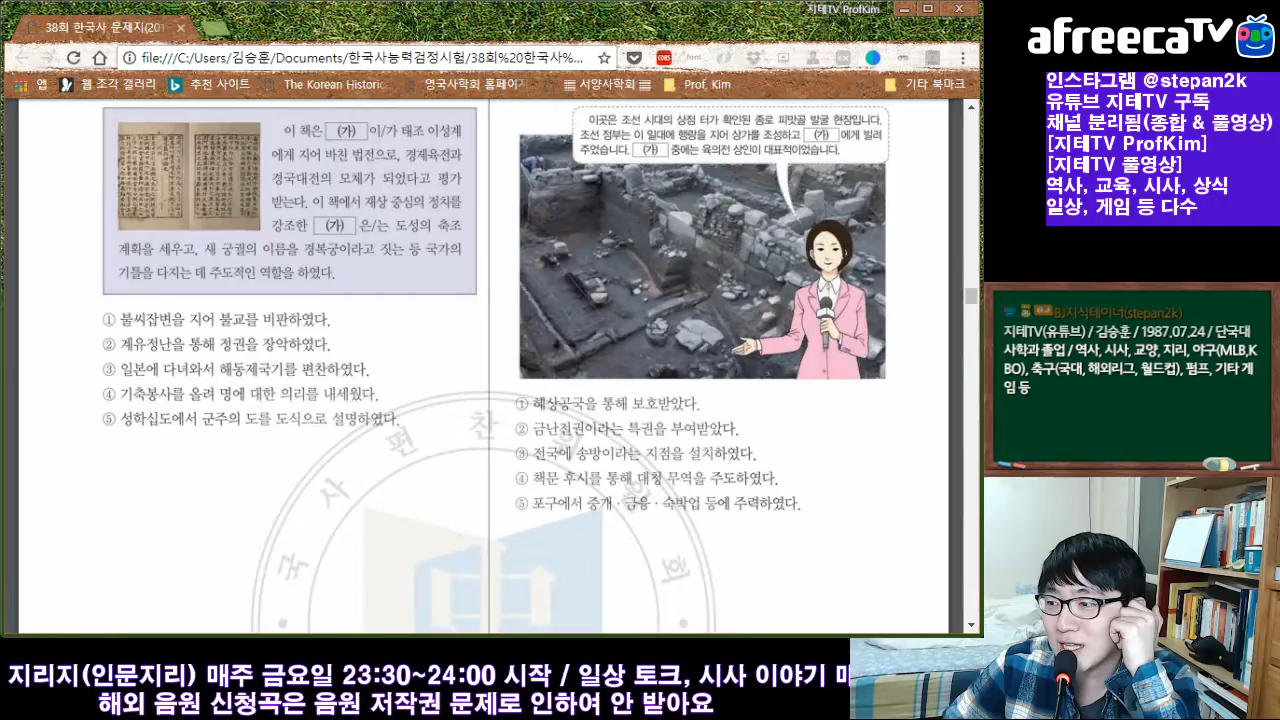 38회 한국사 문제지(201
지테TV ProfKim
file:///C:/Users/김승훈/Documents/한국사능력검정시험/38회%20한국사%...
앱 웹 조각 갤러리 추천 사이트 The Korean Historic 영국사학회 홈페이지 서양사학회 Prof. Kim 기타 북마크
이 책은 (가) 이/가 태조 이성계
에게 지어 바친 법전으로, 경제육전과
경국대전의 모체가 되었다고 평가
받는다. 이 책에서 재상 중심의 정치를
강조한 (가) 은/는 도성의 축조
계획을 세우고, 새 궁궐의 이름을 경복궁이라고 짓는 등 국가의
기틀을 다지는 데 주도적인 역할을 하였다.
① 불씨잡변을 지어 불교를 비판하였다.
② 계유정난을 통해 정권을 장악하였다.
③ 일본에 다녀와서 해동제국기를 편찬하였다.
④ 기축봉사를 올려 명에 대한 의리를 내세웠다.
⑤ 성학십도에서 군주의 도를 도식으로 설명하였다.
이곳은 조선 시대의 상점 터가 확인된 종로 피맛골 발굴 현장입니다.
조선 정부는 이 일대에 행랑을 지어 상가를 조성하고 (가) 에게 빌려
주었습니다. (가) 중에는 육의전 상인이 대표적이었습니다.
① 혜상공국을 통해 보호받았다.
② 금난전권이라는 특권을 부여받았다.
③ 전국에 송방이라는 지점을 설치하였다.
④ 책문 후시를 통해 대청 무역을 주도하였다.
⑤ 포구에서 중개·금융·숙박업 등에 주력하였다.
국 사 편 찬 위 원 회
afreecaTV
인스타그램 @stepan2k
유튜브 지테TV 구독
채널 분리됨(종합 & 풀영상)
[지테TV ProfKim]
[지테TV 풀영상]
역사, 교육, 시사, 상식
일상, 게임 등 다수
BJ지식테이너(stepan2k)
지테TV(유튜브) / 김승훈 / 1987.07.24 / 단국대
사학과 졸업 / 역사, 시사, 교양, 지리, 야구(MLB,K
BO), 축구(국대, 해외리그, 월드컵), 펌프, 기타 게
임 등
지리지(인문지리) 매주 금요일 23:30~24:00 시작 / 일상 토크, 시사 이야기 매
해외 음원 신청곡은 음원 저작권 문제로 인하여 안 받아요